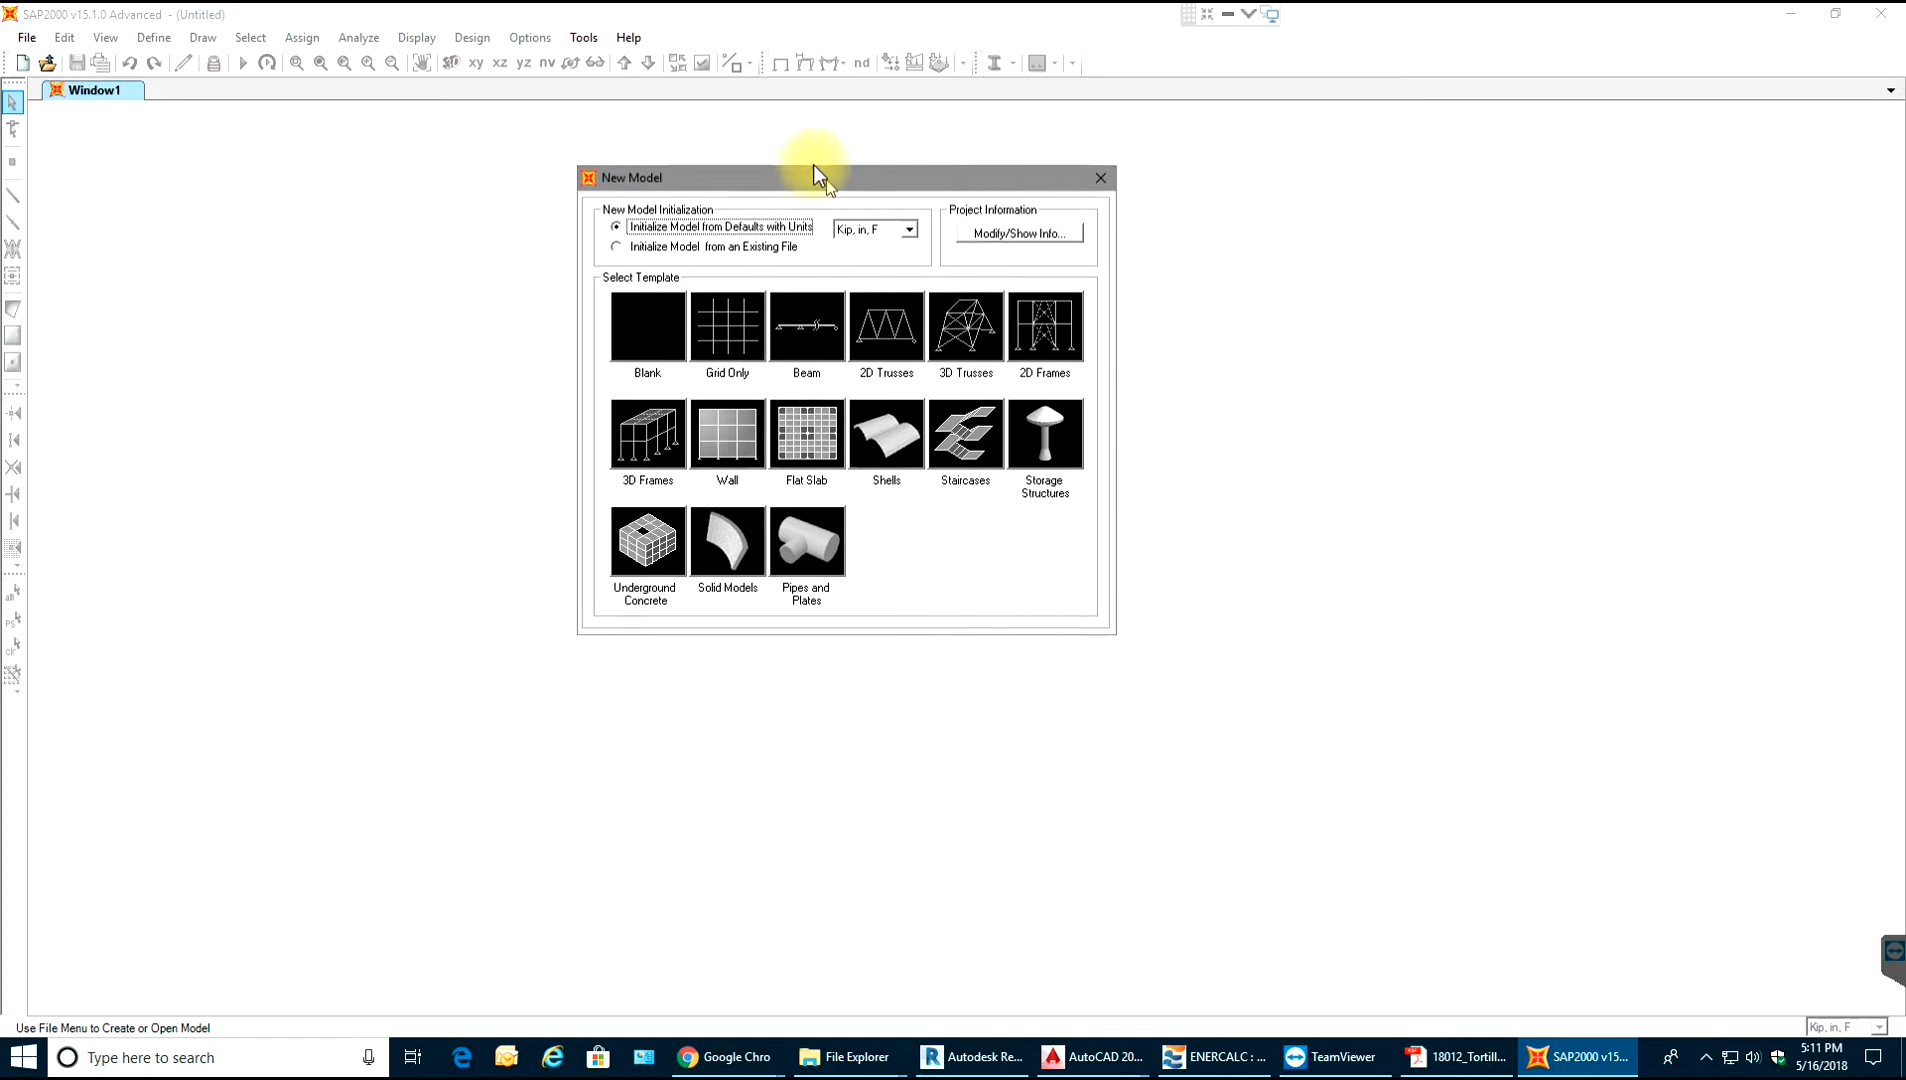 SAP2000 v15.1.0 Advanced - (Untitled)
File Edit View Define Draw Select Assign Analyze Display Design Options Tools Help
3D xy xz yz nv nd
Window1
New Model
New Model Initialization
Project Information
Initialize Model from Defaults with Units
Kip, in, F
Modify/Show Info...
Initialize Model from an Existing File
Select Template
Blank Grid Only Beam 2D Trusses 3D Trusses 2D Frames
3D Frames Wall Flat Slab Shells Staircases Storage
Structures
Underground Solid Models Pipes and
Concrete Plates
all
PS
clr
Use File Menu to Create or Open Model
Kip, in, F
Type here to search
Google Chro
File Explorer
Autodesk Re...
AutoCAD 20...
ENERCALC : ...
TeamViewer
18012_Tortill...
SAP2000 v15...
5:11 PM
5/16/2018